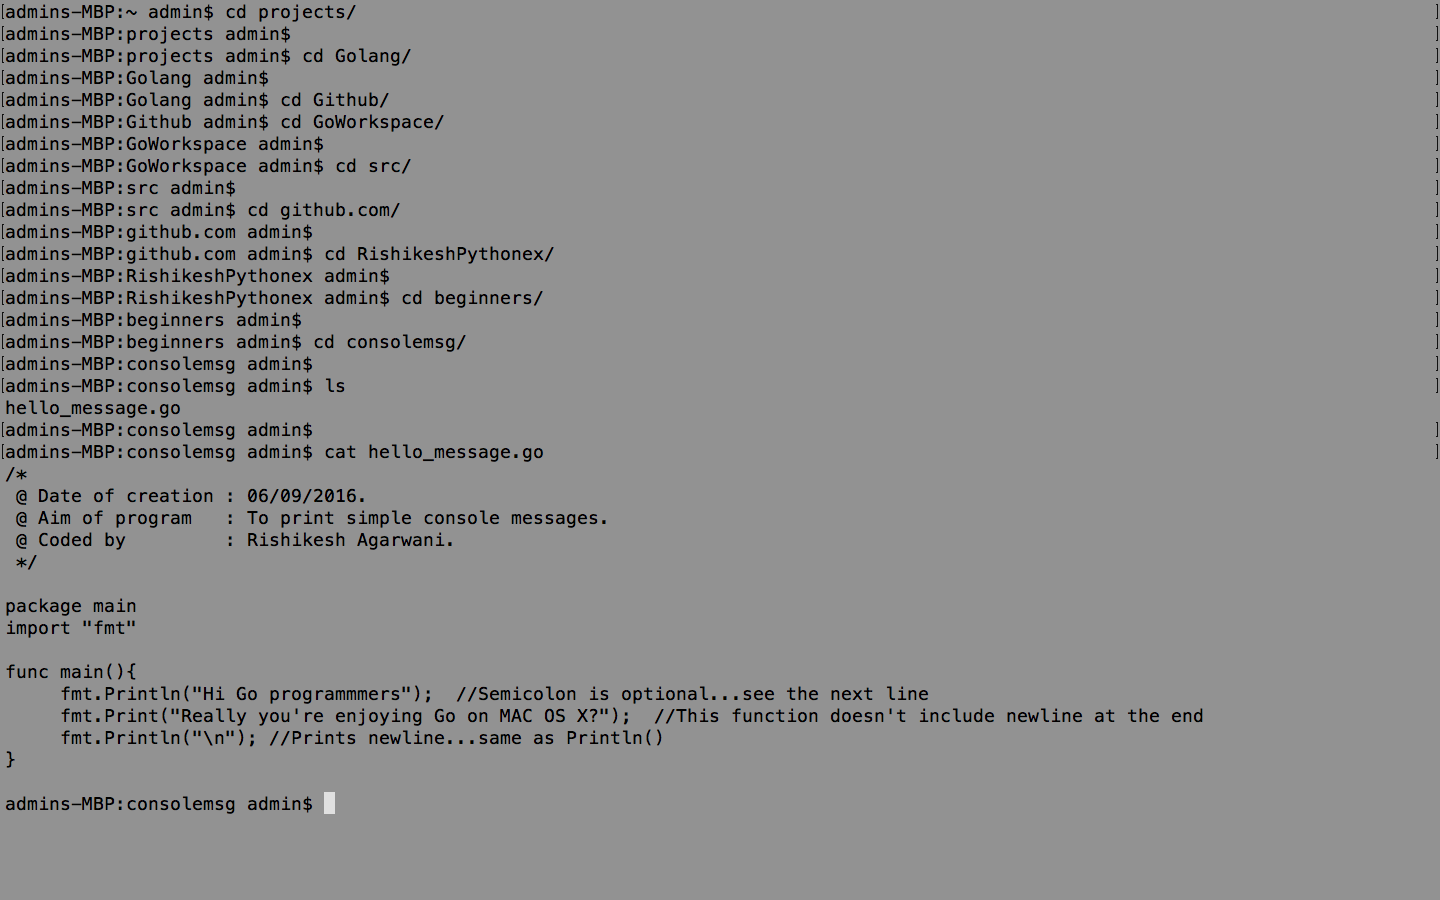 [admins-MBP:~ admin$ cd projects/ ]
[admins-MBP:projects admin$ ]
[admins-MBP:projects admin$ cd Golang/ ]
[admins-MBP:Golang admin$ ]
[admins-MBP:Golang admin$ cd Github/ ]
[admins-MBP:Github admin$ cd GoWorkspace/ ]
[admins-MBP:GoWorkspace admin$ ]
[admins-MBP:GoWorkspace admin$ cd src/ ]
[admins-MBP:src admin$ ]
[admins-MBP:src admin$ cd github.com/ ]
[admins-MBP:github.com admin$ ]
[admins-MBP:github.com admin$ cd RishikeshPythonex/ ]
[admins-MBP:RishikeshPythonex admin$ ]
[admins-MBP:RishikeshPythonex admin$ cd beginners/ ]
[admins-MBP:beginners admin$ ]
[admins-MBP:beginners admin$ cd consolemsg/ ]
[admins-MBP:consolemsg admin$ ]
[admins-MBP:consolemsg admin$ ls ]
hello_message.go
[admins-MBP:consolemsg admin$ ]
[admins-MBP:consolemsg admin$ cat hello_message.go ]
/*
 @ Date of creation : 06/09/2016.
 @ Aim of program   : To print simple console messages.
 @ Coded by         : Rishikesh Agarwani.
 */

package main
import "fmt"

func main(){
     fmt.Println("Hi Go programmmers");  //Semicolon is optional...see the next line
     fmt.Print("Really you're enjoying Go on MAC OS X?");  //This function doesn't include newline at the end
     fmt.Println("\n"); //Prints newline...same as Println()
}

admins-MBP:consolemsg admin$